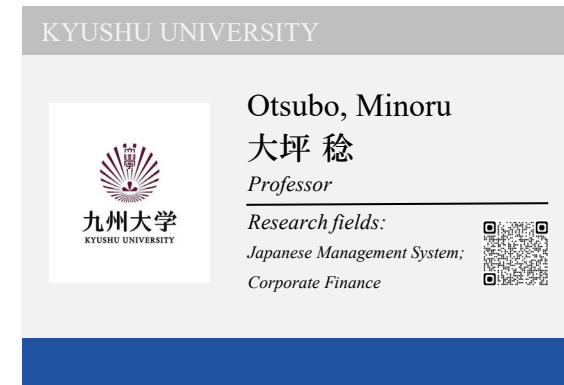 KYUSHU UNIVERSITY
Otsubo, Minoru
大坪 稔
Professor
九州大学
KYUSHU UNIVERSITY
Research fields:
Japanese Management System;
Corporate Finance